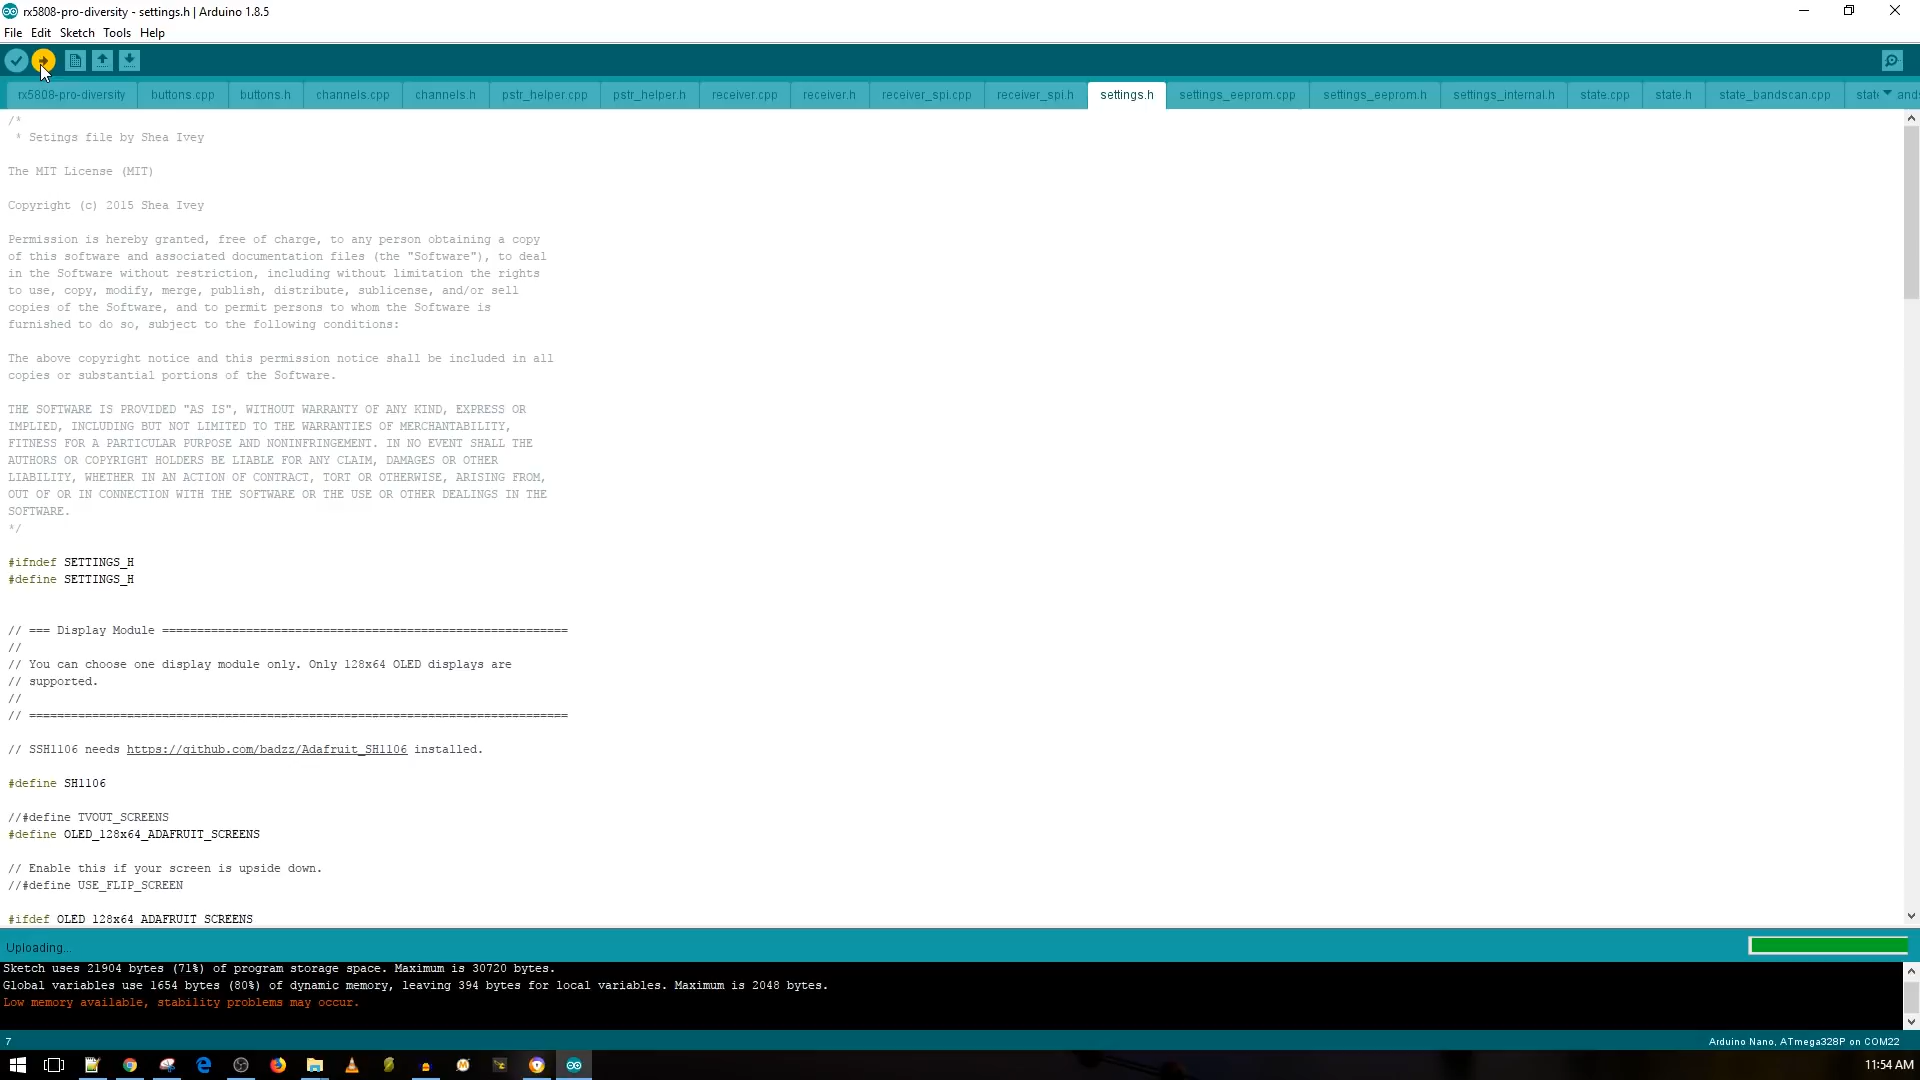 rx5808-pro-diversity - settings.h | Arduino 1.8.5
File Edit Sketch Tools Help
rx5808-pro-diversity buttons.cpp buttons.h channels.cpp channels.h pstr_helper.cpp pstr_helper.h receiver.cpp receiver.h receiver_spi.cpp receiver_spi.h settings.h settings_eeprom.cpp settings_eeprom.h settings_internal.h state.cpp state.h state_bandscan.cpp
/*
 * Setings file by Shea Ivey
The MIT License (MIT)
Copyright (c) 2015 Shea Ivey
Permission is hereby granted, free of charge, to any person obtaining a copy
of this software and associated documentation files (the "Software"), to deal
in the Software without restriction, including without limitation the rights
to use, copy, modify, merge, publish, distribute, sublicense, and/or sell
copies of the Software, and to permit persons to whom the Software is
furnished to do so, subject to the following conditions:
The above copyright notice and this permission notice shall be included in all
copies or substantial portions of the Software.
THE SOFTWARE IS PROVIDED "AS IS", WITHOUT WARRANTY OF ANY KIND, EXPRESS OR
IMPLIED, INCLUDING BUT NOT LIMITED TO THE WARRANTIES OF MERCHANTABILITY,
FITNESS FOR A PARTICULAR PURPOSE AND NONINFRINGEMENT. IN NO EVENT SHALL THE
AUTHORS OR COPYRIGHT HOLDERS BE LIABLE FOR ANY CLAIM, DAMAGES OR OTHER
LIABILITY, WHETHER IN AN ACTION OF CONTRACT, TORT OR OTHERWISE, ARISING FROM,
OUT OF OR IN CONNECTION WITH THE SOFTWARE OR THE USE OR OTHER DEALINGS IN THE
SOFTWARE.
*/
#ifndef SETTINGS_H
#define SETTINGS_H
// === Display Module ==========================================================
//
// You can choose one display module only. Only 128x64 OLED displays are
// supported.
//
// =============================================================================
// SSH1106 needs https://github.com/badzz/Adafruit_SH1106 installed.
#define SH1106
//#define TVOUT_SCREENS
#define OLED_128x64_ADAFRUIT_SCREENS
// Enable this if your screen is upside down.
//#define USE_FLIP_SCREEN
#ifdef OLED_128x64_ADAFRUIT_SCREENS
Uploading...
Sketch uses 21904 bytes (71%) of program storage space. Maximum is 30720 bytes.
Global variables use 1654 bytes (80%) of dynamic memory, leaving 394 bytes for local variables. Maximum is 2048 bytes.
Low memory available, stability problems may occur.
7
Arduino Nano, ATmega328P on COM22
11:54 AM